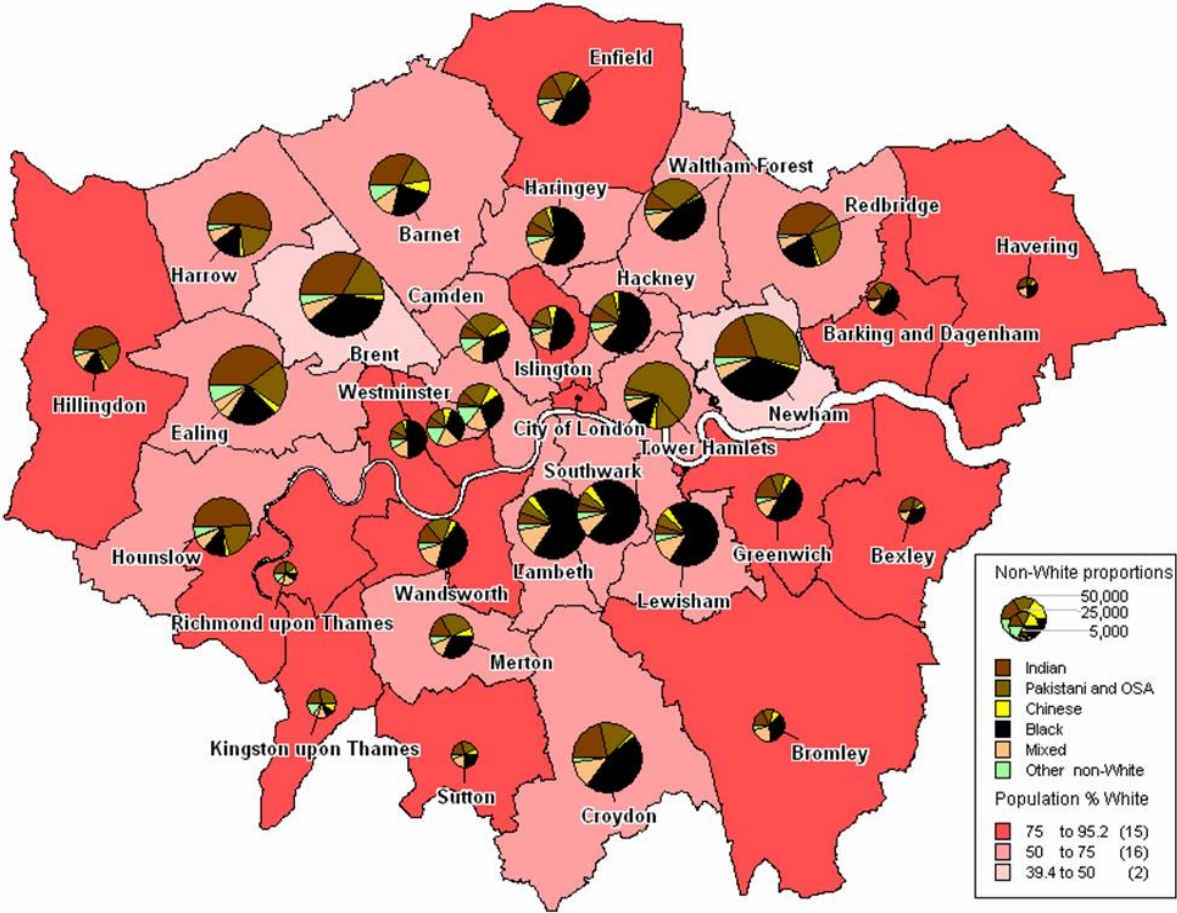 Enfield
Waltham Forest
Haringey
Redbridge
Barnet
Havering
Harrow
Hackney
Camden
Barking and Dagenham
Brent
Islington
Westminster
Hillingdon
Newham
City of London
Ealing
Tower Hamlets
Southwark
Hounslow
Greenwich
Bexley
Lambeth
Wandsworth
Lewisham
Richmond upon Thames
Merton
Kingston upon Thames
Bromley
Sutton
Croydon
Non-White proportions
50,000
25,000
5,000
Indian
Pakistani and OSA
Chinese
Black
Mixed
Other non-White
Population % White
75 to 95.2 (15)
50 to 75 (16)
39.4 to 50 (2)